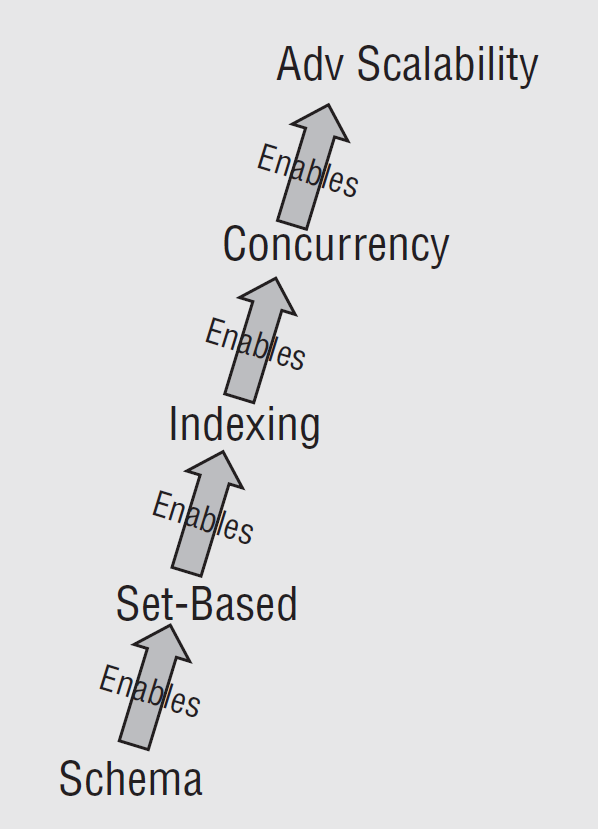 Adv Scalability
Enables
Concurrency
Enables
Indexing
Enables
Set-Based
Enables
Schema